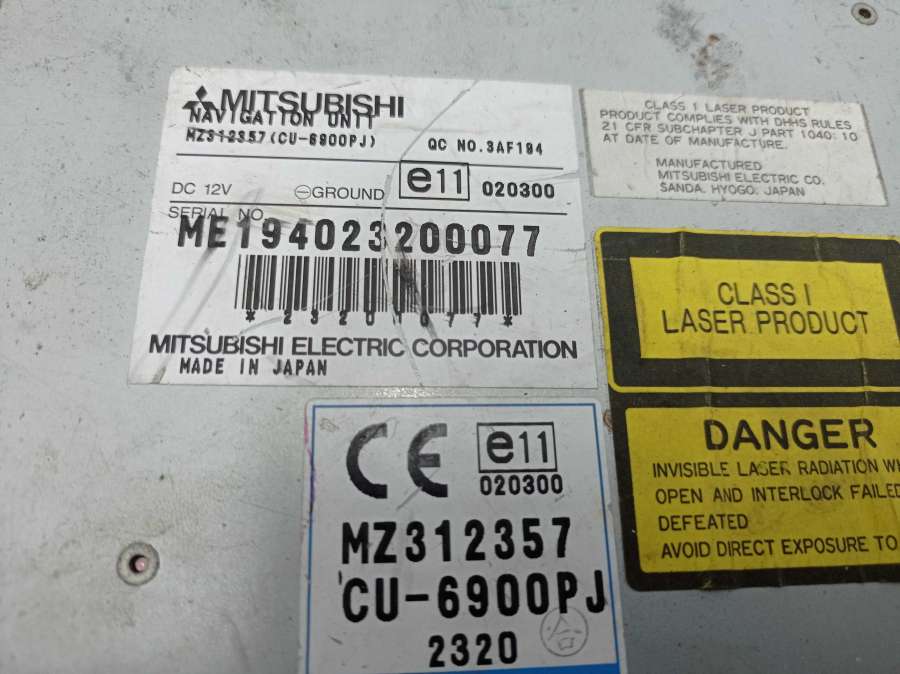 MITSUBISHI
NAVIGATION UNIT
MZ312357(CU-6900PJ) QC NO.3AF194
DC 12V ⊖GROUND e11 020300
SERIAL NO.
ME194023200077
MITSUBISHI ELECTRIC CORPORATION
MADE IN JAPAN
CLASS I LASER PRODUCT
PRODUCT COMPLIES WITH DHHS RULES
21 CFR SUBCHAPTER J PART 1040.10
AT DATE OF MANUFACTURE.
MANUFACTURED
MITSUBISHI ELECTRIC CO.
SANDA, HYOGO, JAPAN
CLASS I
LASER PRODUCT
DANGER
INVISIBLE LASER RADIATION
OPEN AND INTERLOCK FAILED
DEFEATED
AVOID DIRECT EXPOSURE TO
CE e11
020300
MZ312357
CU-6900PJ
2320 合